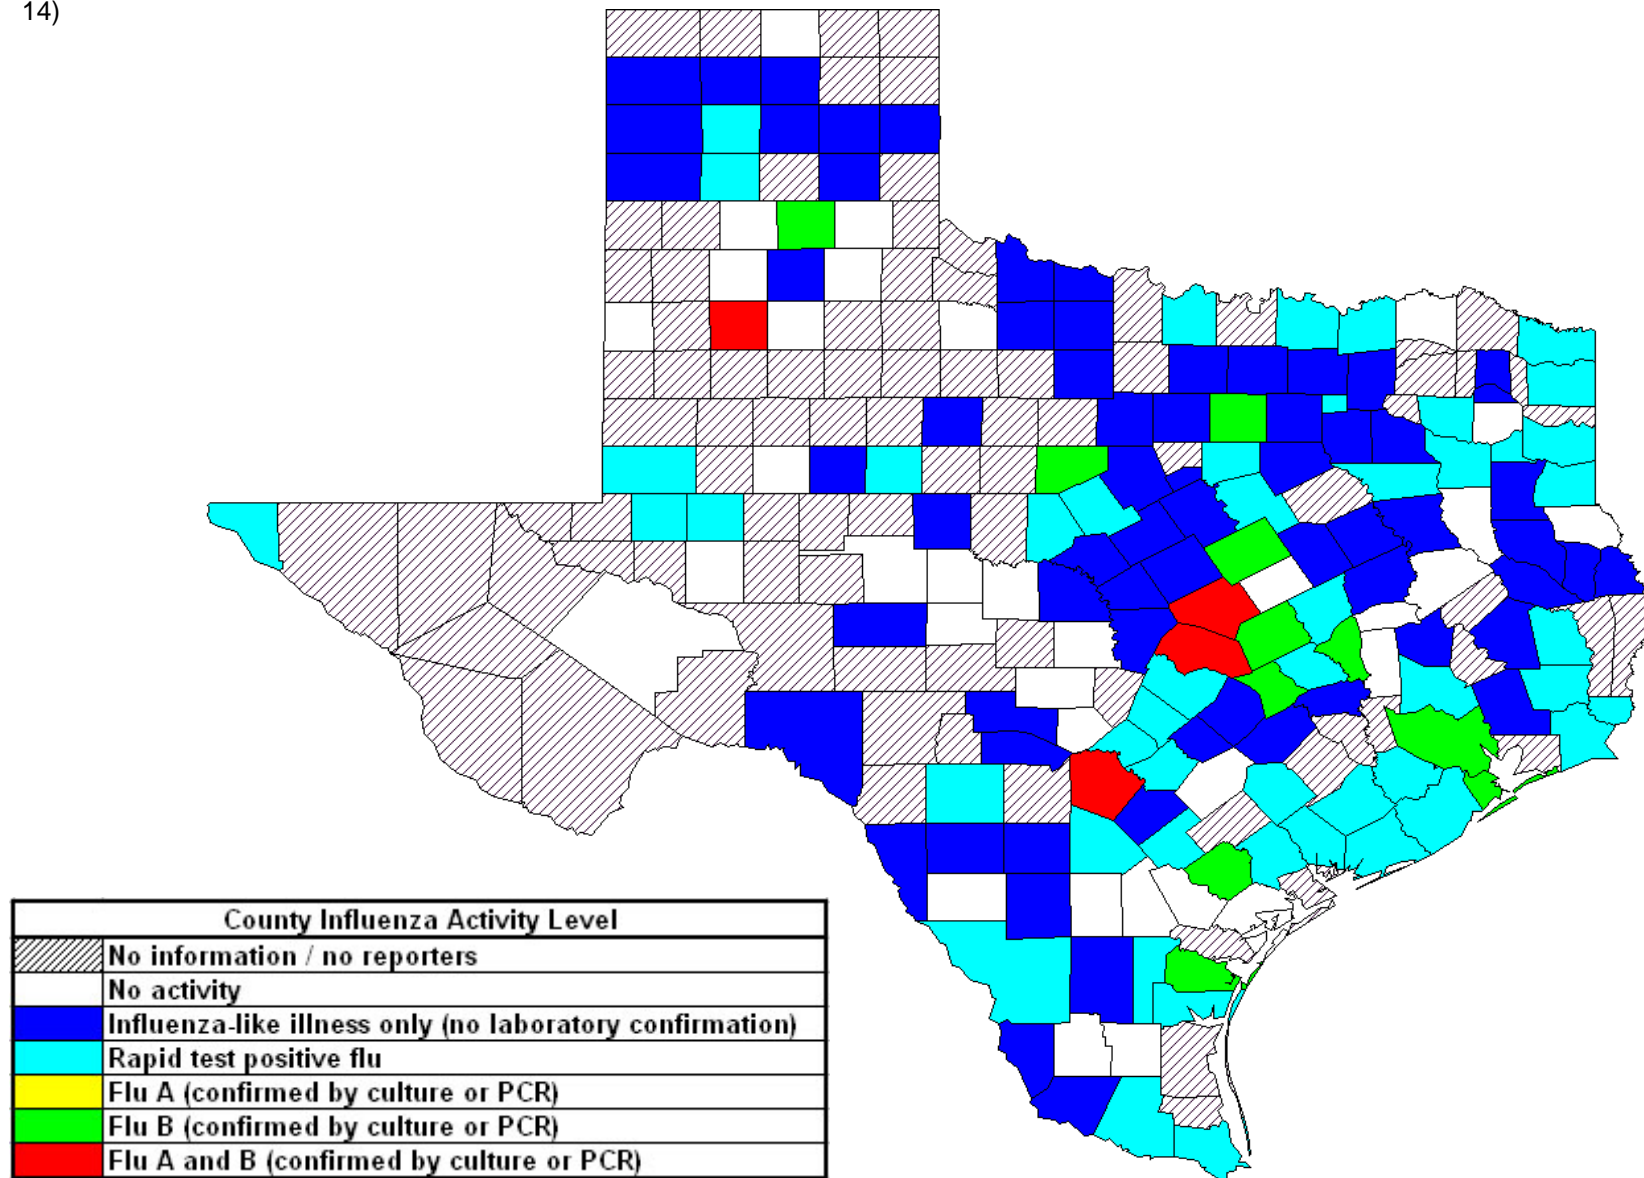 14)
County Influenza Activity Level
No information / no reporters
No activity
Influenza-like illness only (no laboratory confirmation)
Rapid test positive flu
Flu A (confirmed by culture or PCR)
Flu B (confirmed by culture or PCR)
Flu A and B (confirmed by culture or PCR)